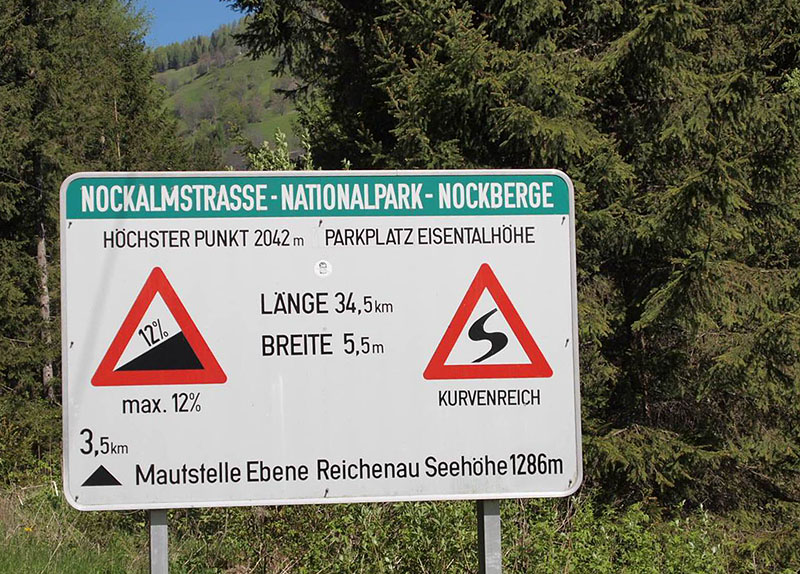 NOCKALMSTRASSE - NATIONALPARK - NOCKBERGE
HÖCHSTER PUNKT 2042 m PARKPLATZ EISENTALHÖHE
12%
LÄNGE 34,5 km
BREITE 5,5 m
max. 12%
KURVENREICH
3,5 km
Mautstelle Ebene Reichenau Seehöhe 1286m